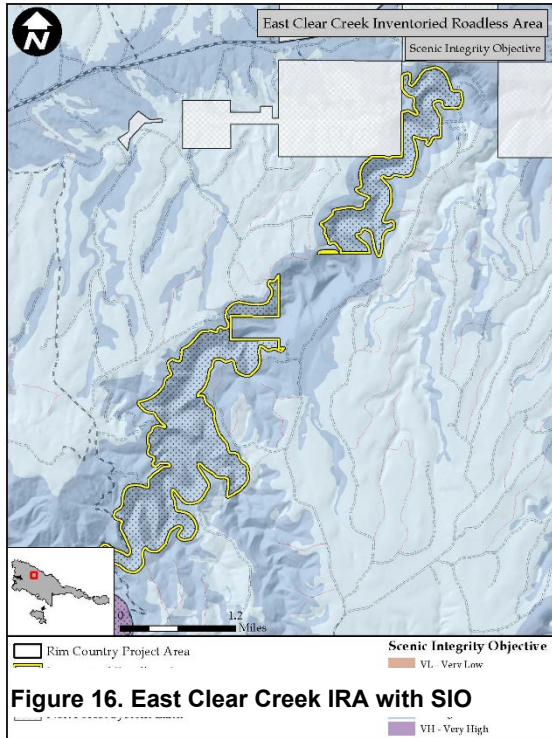 N
East Clear Creek Inventoried Roadless Area
Scenic Integrity Objective
0 1.2
Miles
Rim Country Project Area
Scenic Integrity Objective
VL - Very Low
Figure 16. East Clear Creek IRA with SIO
VH - Very High